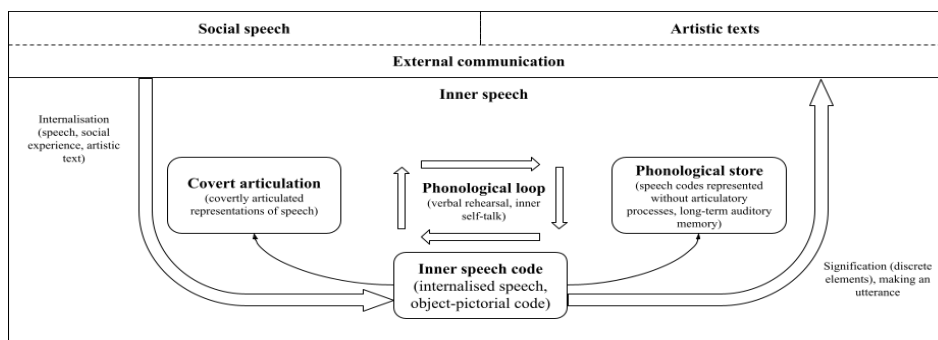 Social speech
Artistic texts
External communication
Inner speech
Internalisation
(speech, social
experience, artistic
text)
Covert articulation
(covertly articulated
representations of speech)
Phonological loop
(verbal rehearsal, inner
self-talk)
Phonological store
(speech codes represented
without articulatory
processes, long-term auditory
memory)
Inner speech code
(internalised speech,
object-pictorial code)
Signification (discrete
elements), making an
utterance